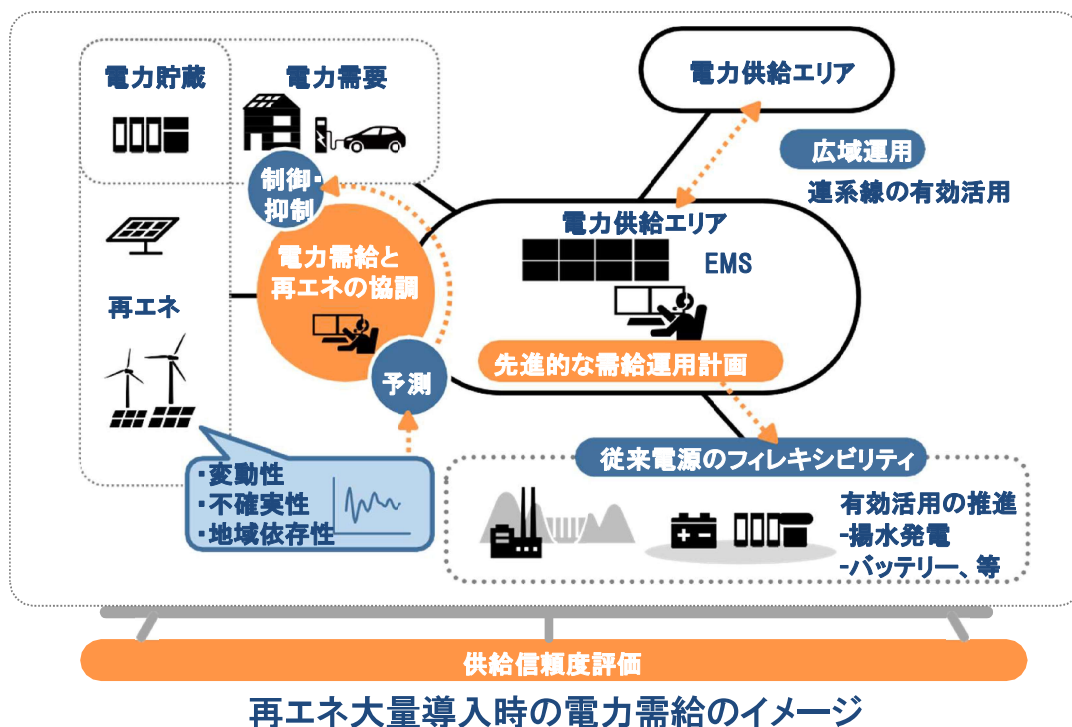 電力貯蔵
電力需要
電力供給エリア
広域運用
連系線の有効活用
制御・
抑制
電力供給エリア
EMS
電力需給と
再エネの協調
再エネ
先進的な需給運用計画
予測
・変動性
・不確実性
・地域依存性
従来電源のフィレキシビリティ
有効活用の推進
-揚水発電
-バッテリー、等
供給信頼度評価
再エネ大量導入時の電力需給のイメージ